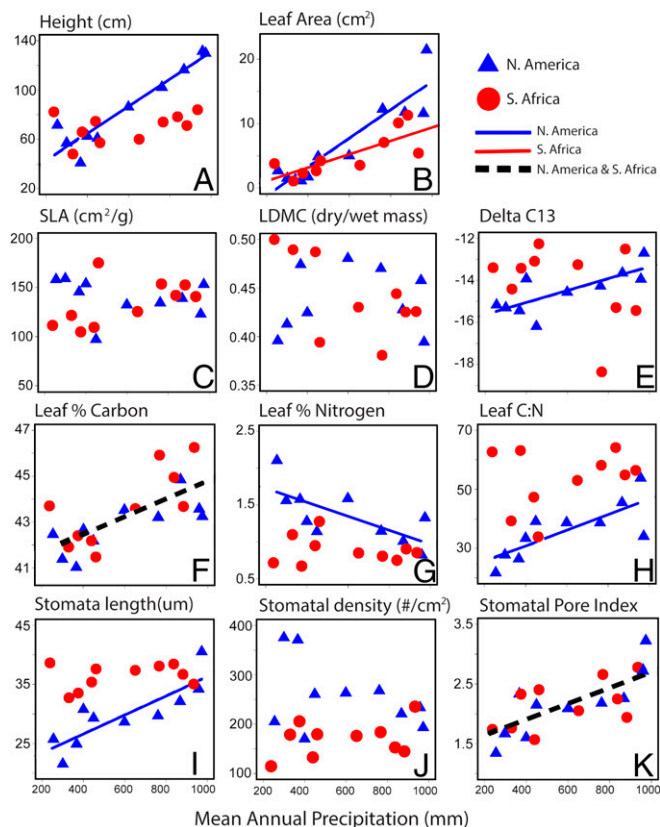 Height (cm)
140
100
60
20
A
Leaf Area (cm²)
20
10
0
B
N. America
S. Africa
N. America
S. Africa
N. America & S. Africa
SLA (cm²/g)
200
150
100
50
C
LDMC (dry/wet mass)
0.50
0.45
0.40
0.35
D
Delta C13
-12
-14
-16
-18
E
Leaf % Carbon
47
45
43
41
F
Leaf % Nitrogen
2.5
1.5
0.5
G
Leaf C:N
70
50
30
H
Stomata length(um)
45
35
25
I
Stomatal density (#/cm²)
400
300
200
100
J
Stomatal Pore Index
3.5
2.5
1.5
K
200 400 600 800 1000
200 400 600 800 1000
200 400 600 800 1000
Mean Annual Precipitation (mm)